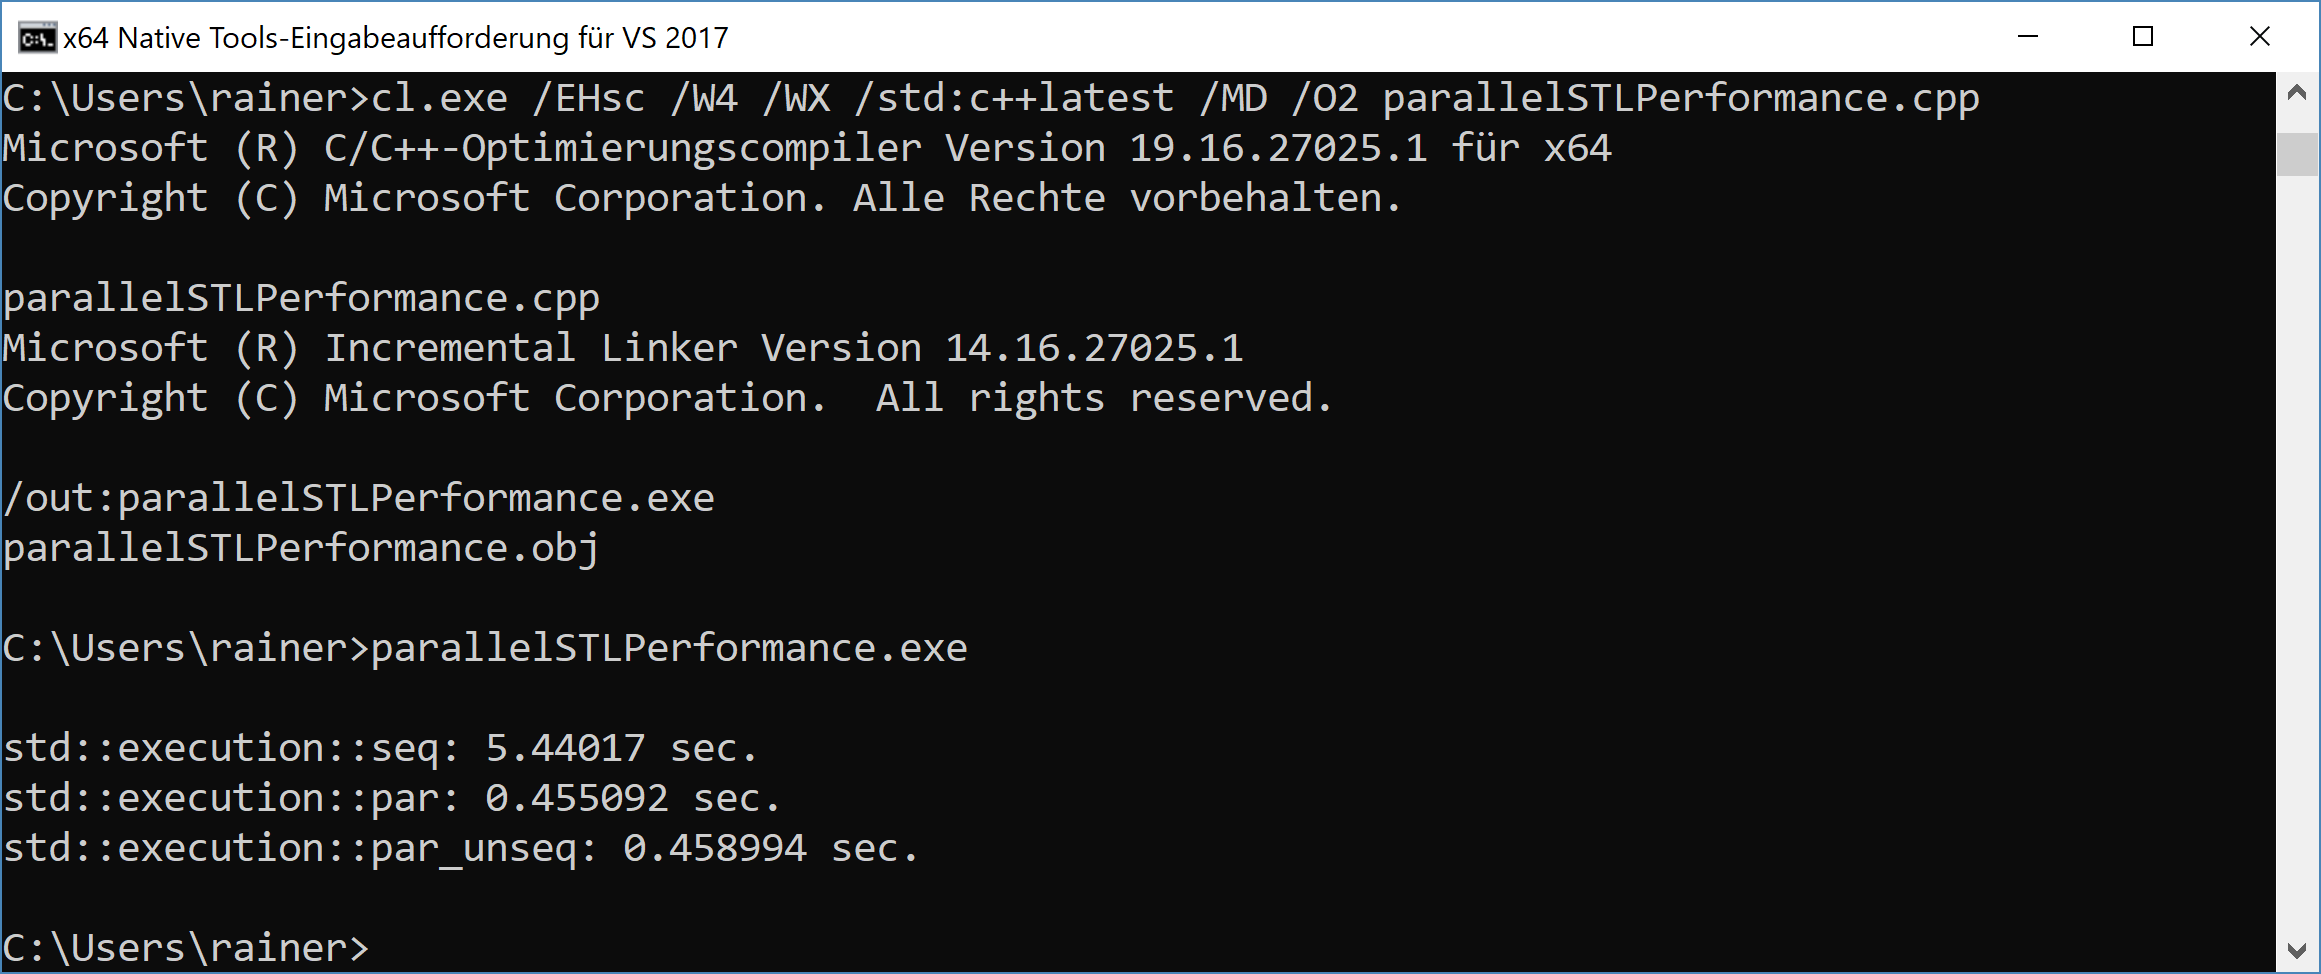 x64 Native Tools-Eingabeaufforderung für VS 2017
C:\Users\rainer>cl.exe /EHsc /W4 /WX /std:c++latest /MD /O2 parallelSTLPerformance.cpp
Microsoft (R) C/C++-Optimierungscompiler Version 19.16.27025.1 für x64
Copyright (C) Microsoft Corporation. Alle Rechte vorbehalten.
parallelSTLPerformance.cpp
Microsoft (R) Incremental Linker Version 14.16.27025.1
Copyright (C) Microsoft Corporation.  All rights reserved.
/out:parallelSTLPerformance.exe
parallelSTLPerformance.obj
C:\Users\rainer>parallelSTLPerformance.exe
std::execution::seq: 5.44017 sec.
std::execution::par: 0.455092 sec.
std::execution::par_unseq: 0.458994 sec.
C:\Users\rainer>